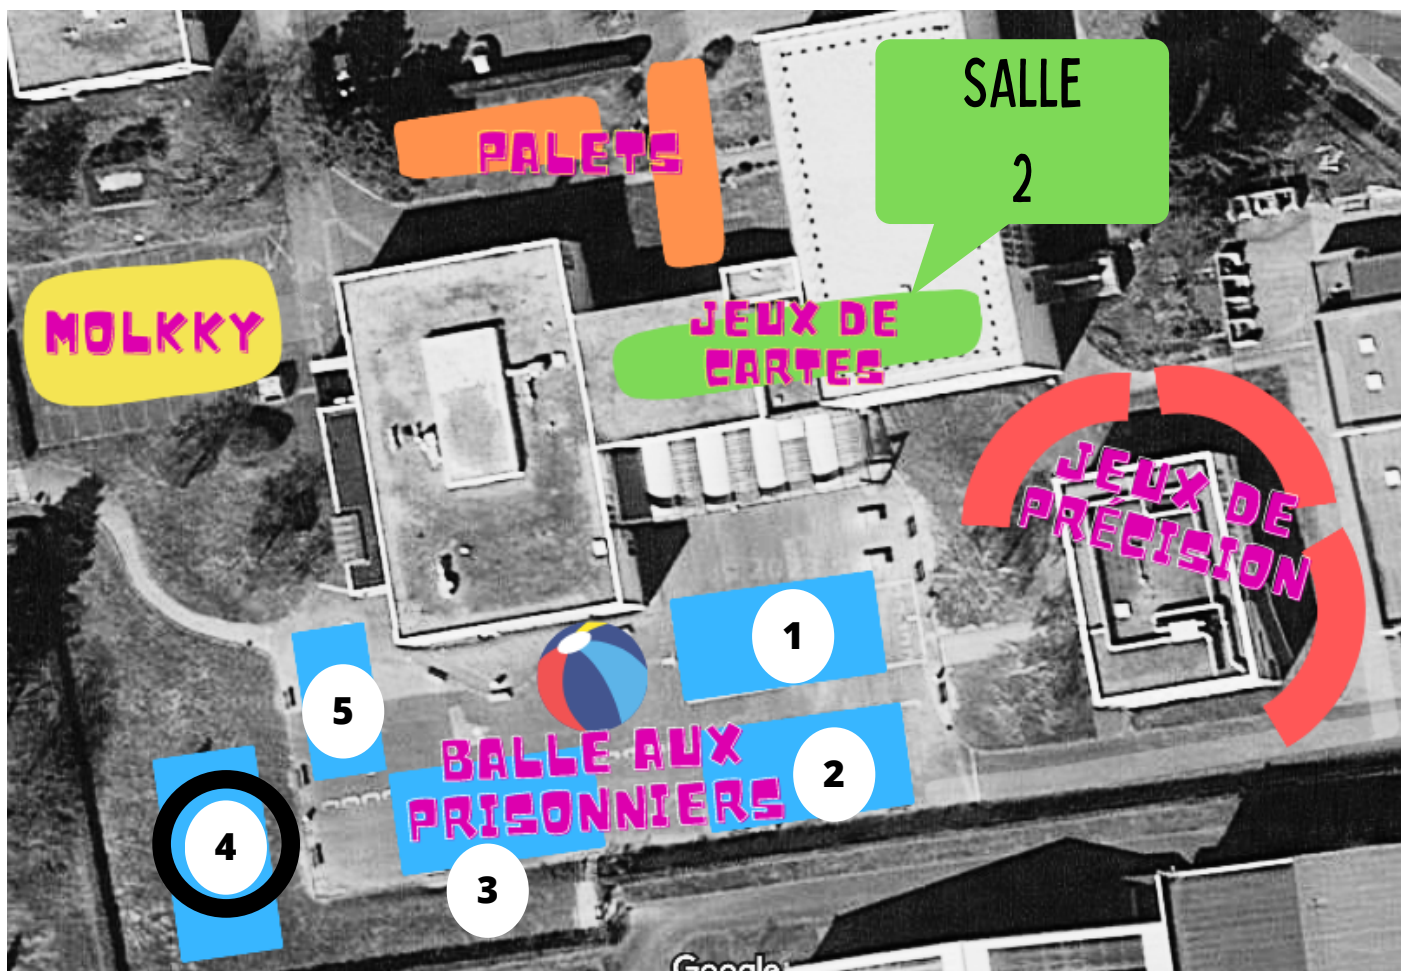 SALLE
2
PALETS
MOLKKY
JEUX DE
CARTES
JEUX DE
PRÉCISION
1
5
BALLE AUX
PRISONNIERS
2
4
3
Google